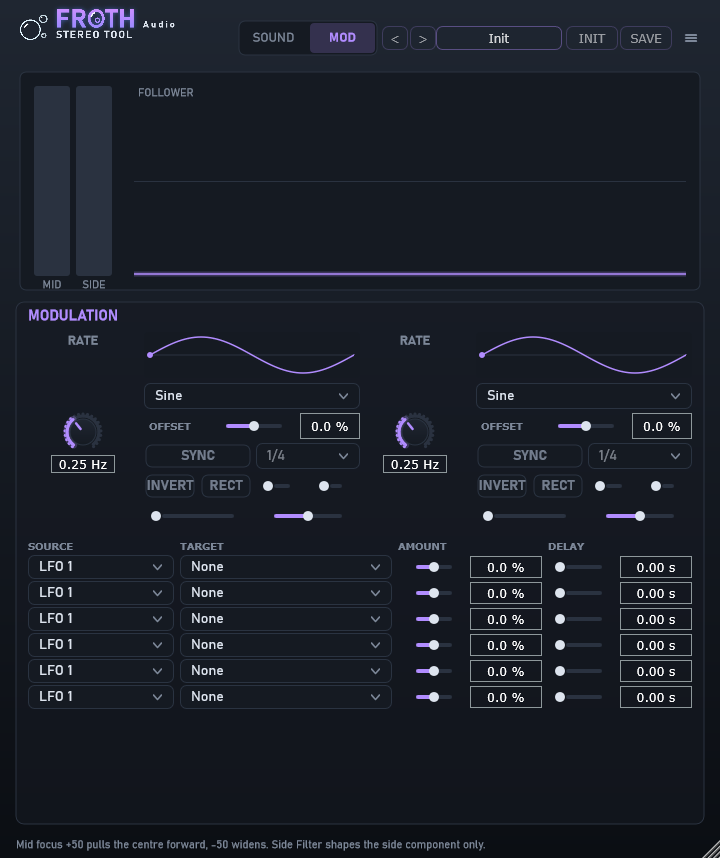 FROTH Audio
STEREO TOOL
SOUND MOD < > Init INIT SAVE
FOLLOWER
MID SIDE
MODULATION
RATE RATE
Sine Sine
OFFSET 0.0 % OFFSET 0.0 %
SYNC 1/4 SYNC 1/4
0.25 Hz 0.25 Hz
INVERT RECT INVERT RECT
SOURCE TARGET AMOUNT DELAY
LFO 1 None 0.0 % 0.00 s
LFO 1 None 0.0 % 0.00 s
LFO 1 None 0.0 % 0.00 s
LFO 1 None 0.0 % 0.00 s
LFO 1 None 0.0 % 0.00 s
LFO 1 None 0.0 % 0.00 s
Mid focus +50 pulls the centre forward, -50 widens. Side Filter shapes the side component only.